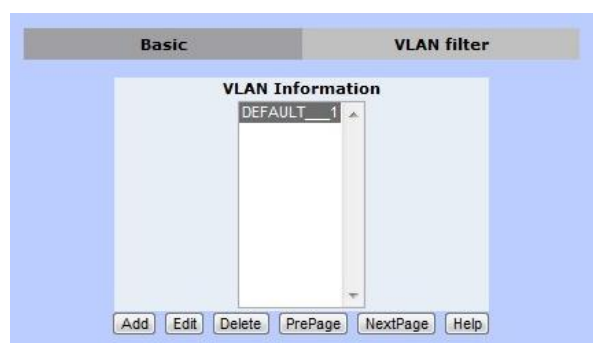 Basic VLAN filter
VLAN Information
DEFAULT___1
Add Edit Delete PrePage NextPage Help